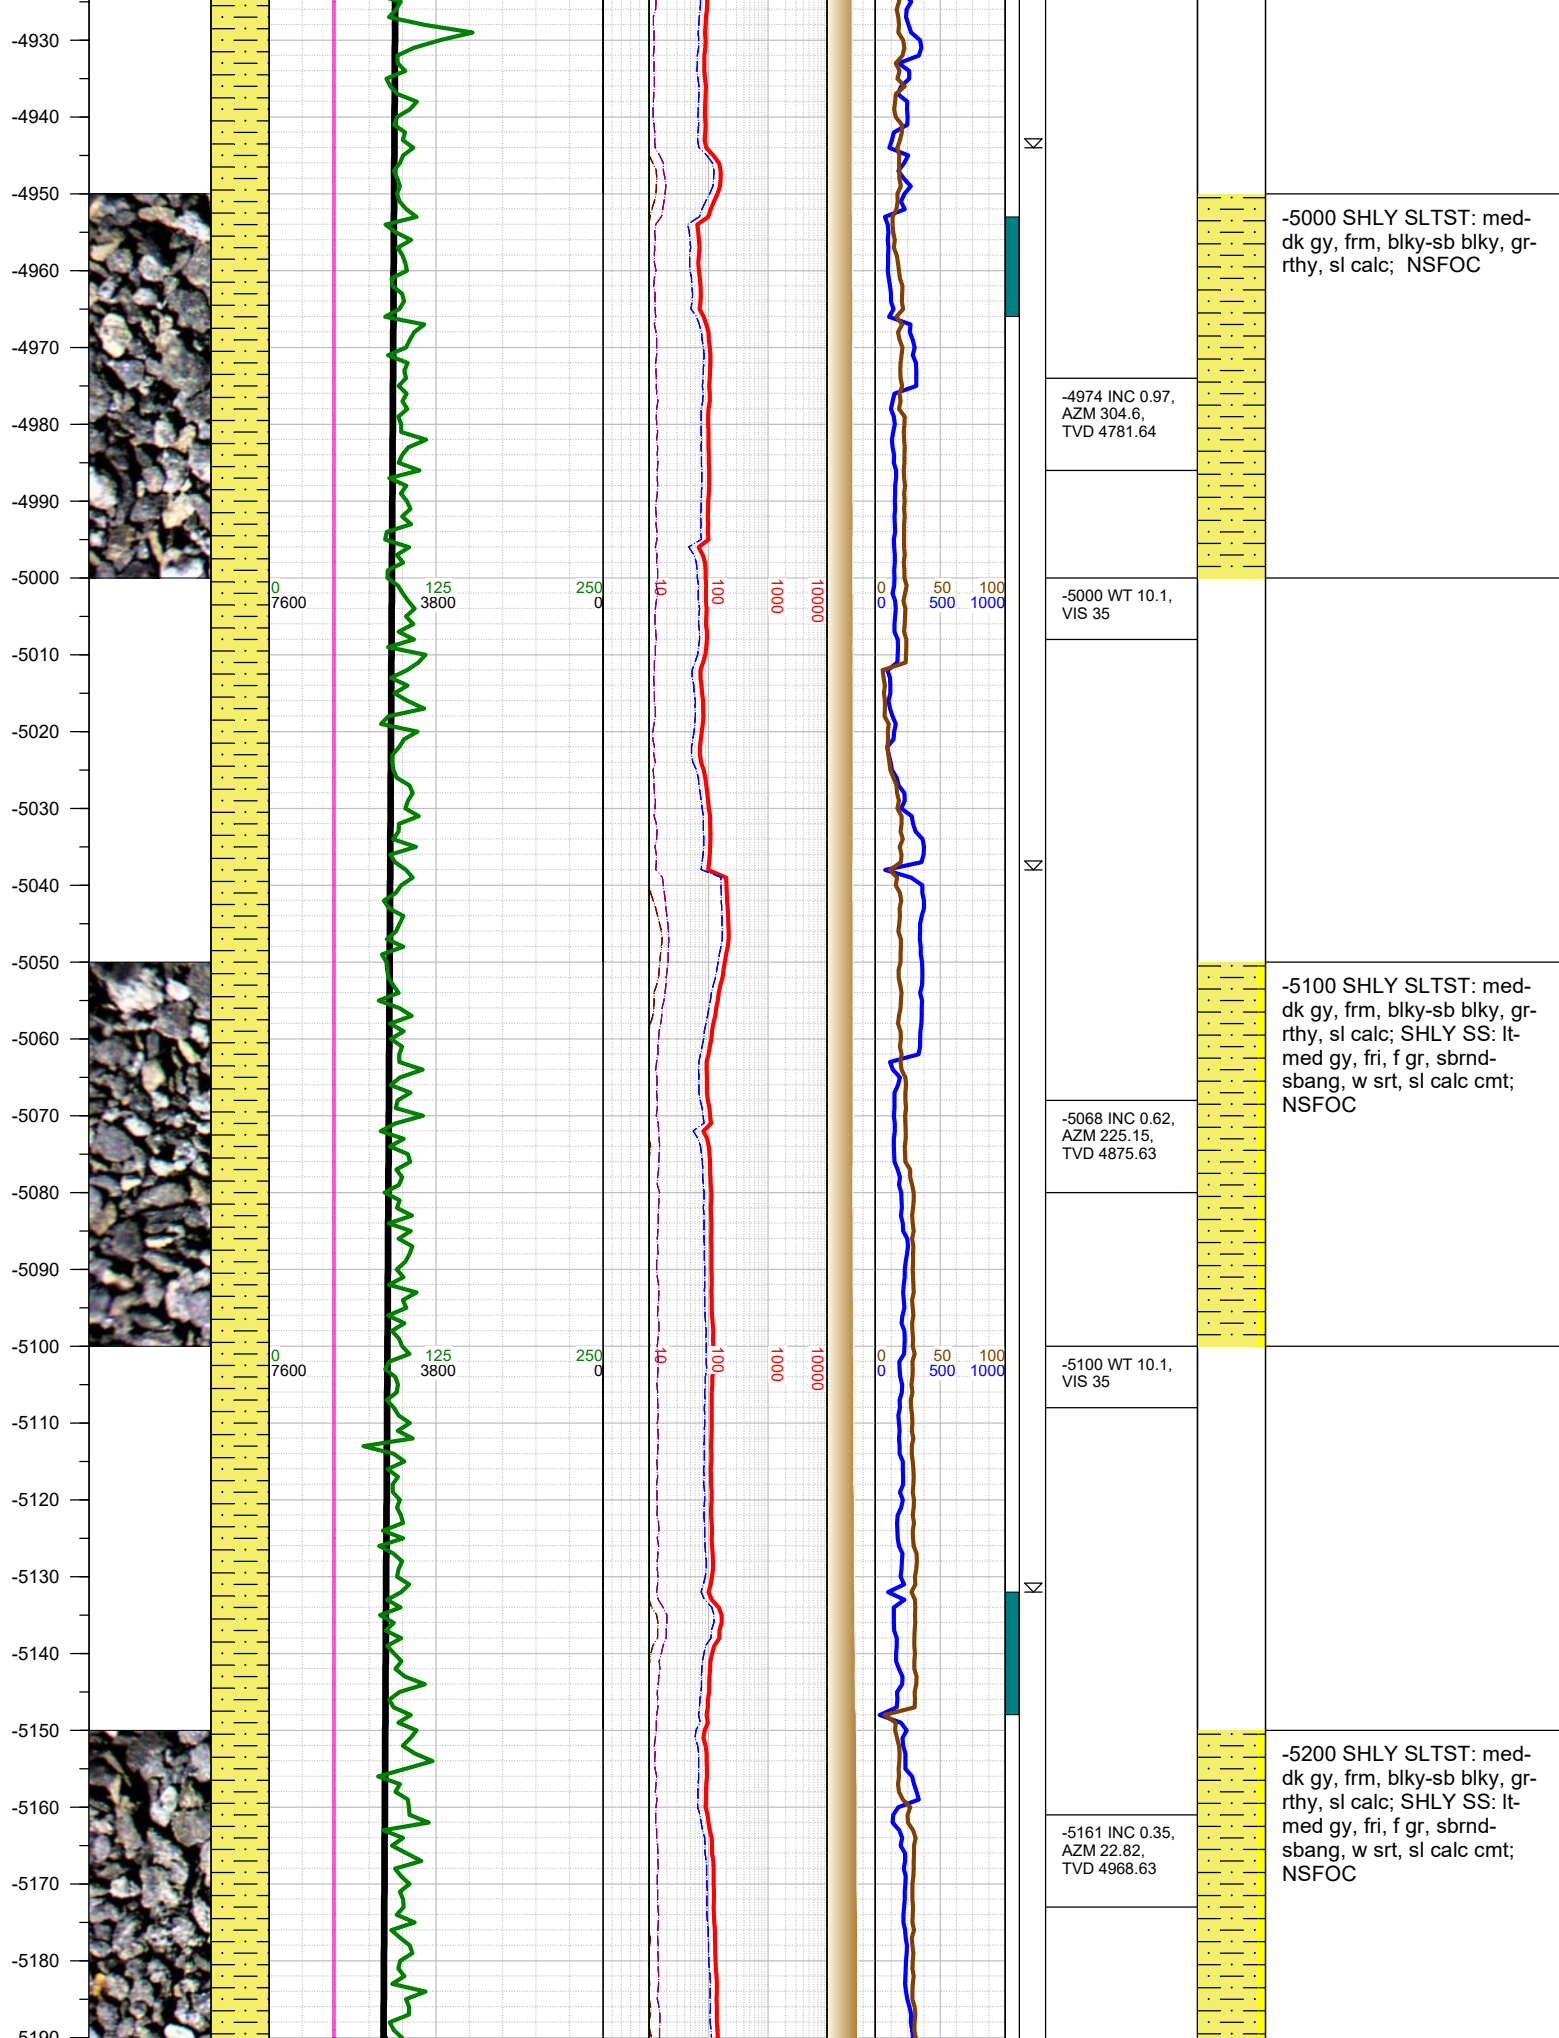 -4930
-4940
-4950
-5000 SHLY SLTST: med-
dk gy, frm, blky-sb blky, gr-
rthy, sl calc;  NSFOC
-4960
-4970
-4974 INC 0.97,
AZM 304.6,
TVD 4781.64
-4980
-4990
-5000
0 125 250
7600 3800 0
10 100 1000 10000
0 50 100
0 500 1000
-5000 WT 10.1,
VIS 35
-5010
-5020
-5030
-5040
-5050
-5100 SHLY SLTST: med-
dk gy, frm, blky-sb blky, gr-
rthy, sl calc; SHLY SS: lt-
med gy, fri, f gr, sbrnd-
sbang, w srt, sl calc cmt;
NSFOC
-5060
-5068 INC 0.62,
AZM 225.15,
TVD 4875.63
-5070
-5080
-5090
-5100
0 125 250
7600 3800 0
10 100 1000 10000
0 50 100
0 500 1000
-5100 WT 10.1,
VIS 35
-5110
-5120
-5130
-5140
-5150
-5200 SHLY SLTST: med-
dk gy, frm, blky-sb blky, gr-
rthy, sl calc; SHLY SS: lt-
med gy, fri, f gr, sbrnd-
sbang, w srt, sl calc cmt;
NSFOC
-5160
-5161 INC 0.35,
AZM 22.82,
TVD 4968.63
-5170
-5180
-5190